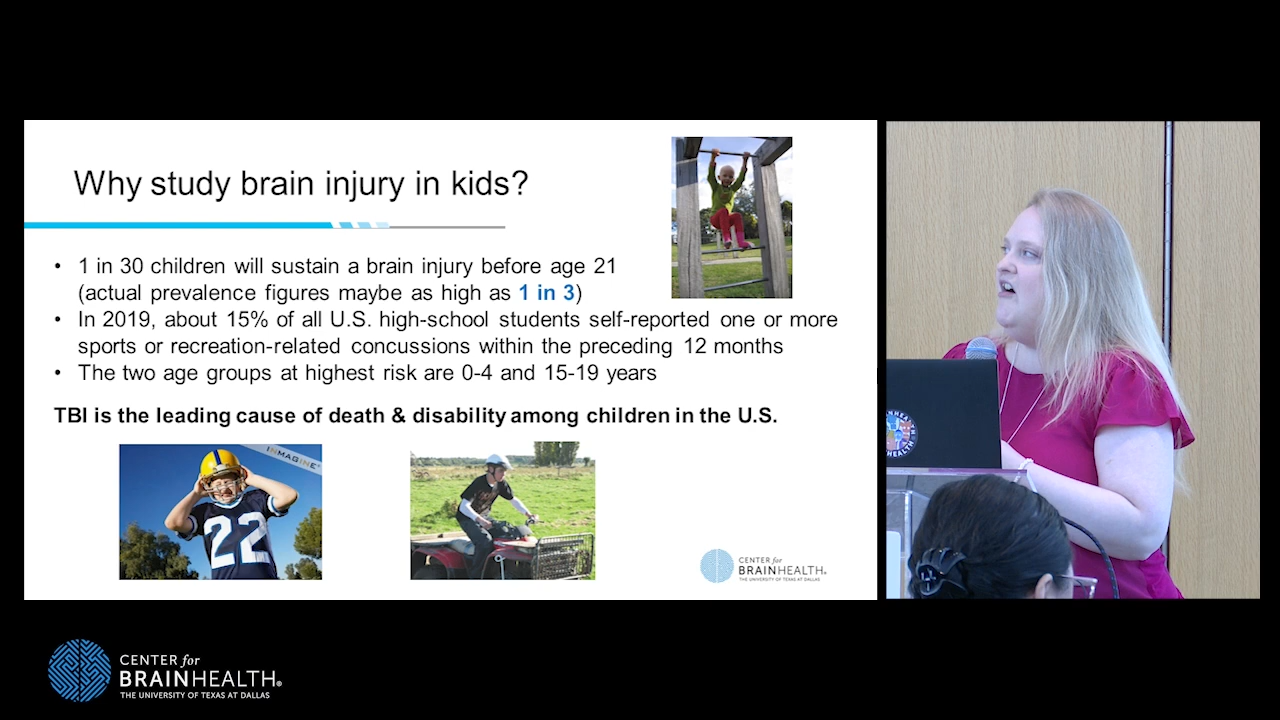 Why study brain injury in kids?
• 1 in 30 children will sustain a brain injury before age 21
(actual prevalence figures maybe as high as 1 in 3)
• In 2019, about 15% of all U.S. high-school students self-reported one or more
sports or recreation-related concussions within the preceding 12 months
• The two age groups at highest risk are 0-4 and 15-19 years
TBI is the leading cause of death & disability among children in the U.S.
INMAGINE®
22
CENTER for
BRAINHEALTH®
THE UNIVERSITY OF TEXAS AT DALLAS
CENTER for
BRAINHEALTH®
THE UNIVERSITY OF TEXAS AT DALLAS